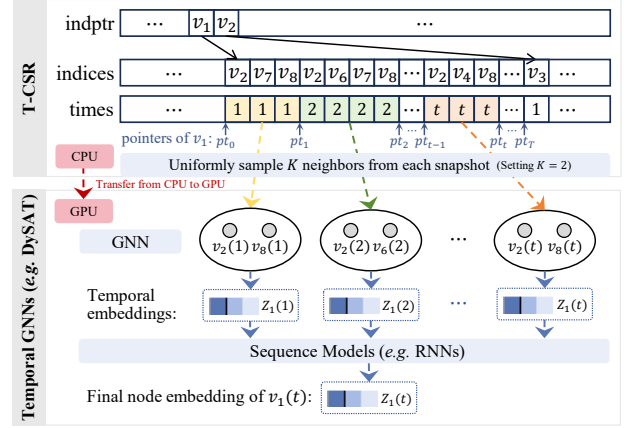 T-CSR
indptr ... v₁ v₂ ...
indices ... v₂ v₇ v₈ v₂ v₆ v₇ v₈ ... v₂ v₄ v₈ ... v₃ ...
times ... 1 1 1 2 2 2 2 ... t t t ... 1 ...
pointers of v₁: pt₀ pt₁ pt₂ ... pt_{t−1} pt_t ... pt_T
CPU
Uniformly sample K neighbors from each snapshot (Setting K = 2)
Transfer from CPU to GPU
GPU
Temporal GNNs (e.g. DySAT)
GNN
v₂(1) v₈(1) v₂(2) v₆(2) ... v₂(t) v₈(t)
Temporal
embeddings:
Z₁(1) Z₁(2) ... Z₁(t)
Sequence Models (e.g. RNNs)
Final node embedding of v₁(t): Z₁(t)